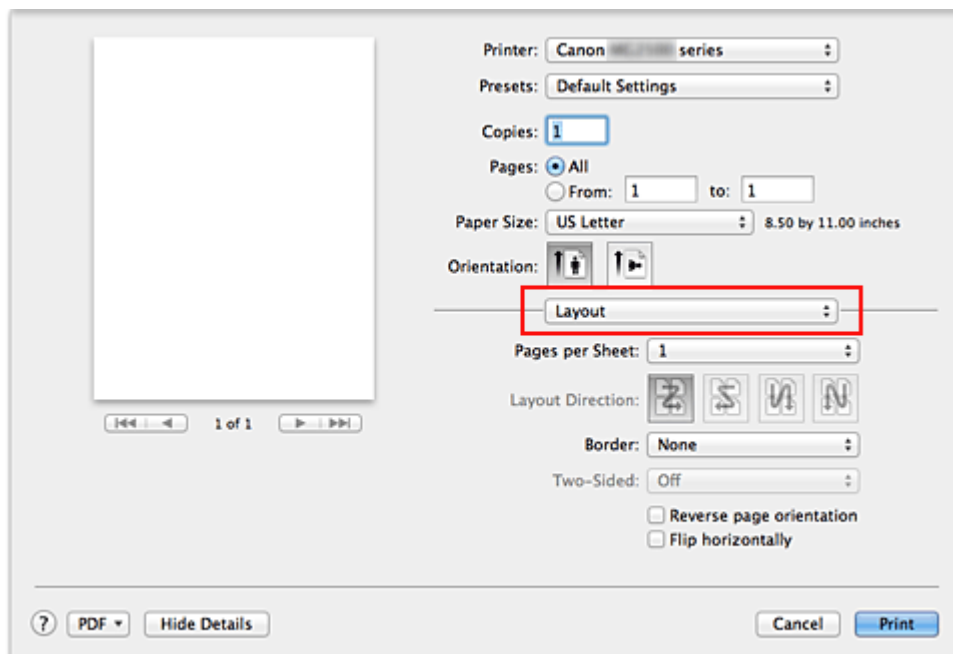 Printer: Canon series
Presets: Default Settings
Copies: 1
Pages: All
From: 1 to: 1
Paper Size: US Letter 8.50 by 11.00 inches
Orientation:
Layout
Pages per Sheet: 1
Layout Direction:
1 of 1
Border: None
Two-Sided: Off
Reverse page orientation
Flip horizontally
? PDF Hide Details Cancel Print